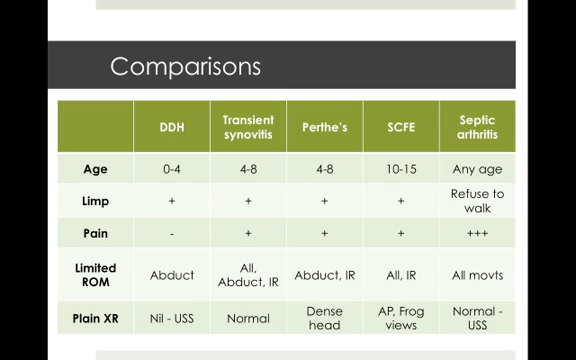 Comparisons
DDH
Transient
synovitis
Perthe's
SCFE
Septic
arthritis
Age
0-4
4-8
4-8
10-15
Any age
Limp
+
+
+
+
Refuse to
walk
Pain
-
+
+
+
+++
Limited
ROM
Abduct
All,
Abduct, IR
Abduct, IR
All, IR
All movts
Plain XR
Nil - USS
Normal
Dense
head
AP, Frog
views
Normal -
USS